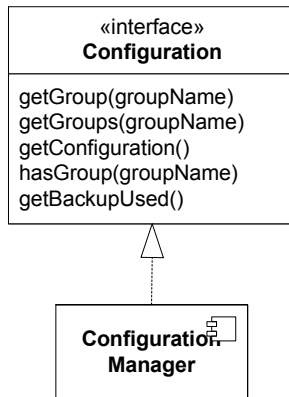 «interface»
Configuration
getGroup(groupName)
getGroups(groupName)
getConfiguration()
hasGroup(groupName)
getBackupUsed()
Configuration
Manager